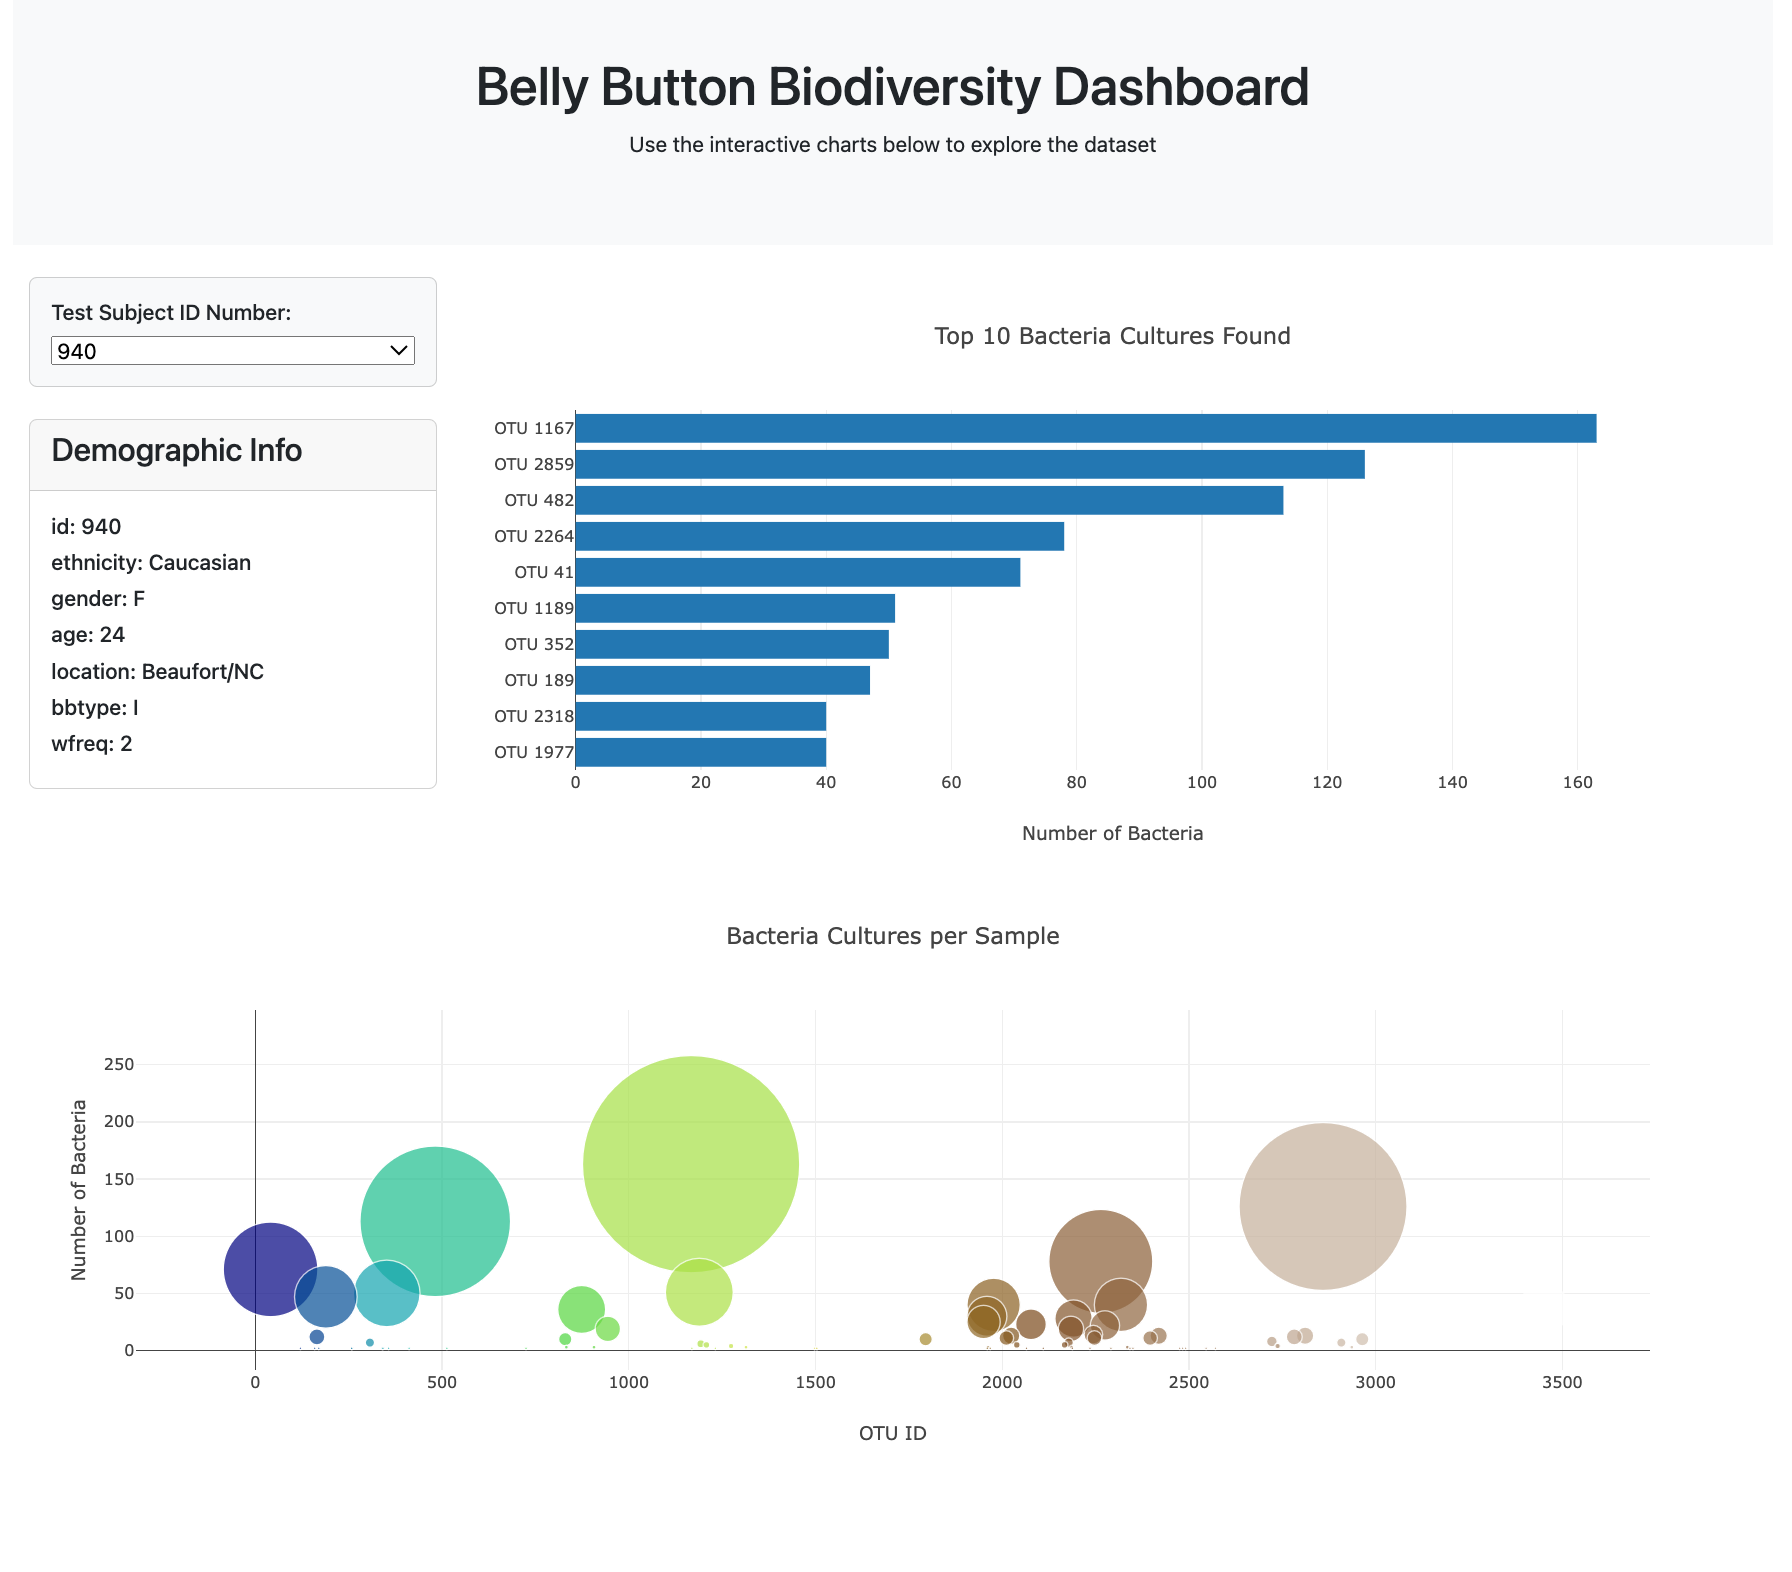 Belly Button Biodiversity Dashboard
Use the interactive charts below to explore the dataset
Test Subject ID Number:
940
Demographic Info
id: 940
ethnicity: Caucasian
gender: F
age: 24
location: Beaufort/NC
bbtype: I
wfreq: 2
Top 10 Bacteria Cultures Found
OTU 1167
OTU 2859
OTU 482
OTU 2264
OTU 41
OTU 1189
OTU 352
OTU 189
OTU 2318
OTU 1977
0 20 40 60 80 100 120 140 160
Number of Bacteria
Bacteria Cultures per Sample
Number of Bacteria
250
200
150
100
50
0
0 500 1000 1500 2000 2500 3000 3500
OTU ID